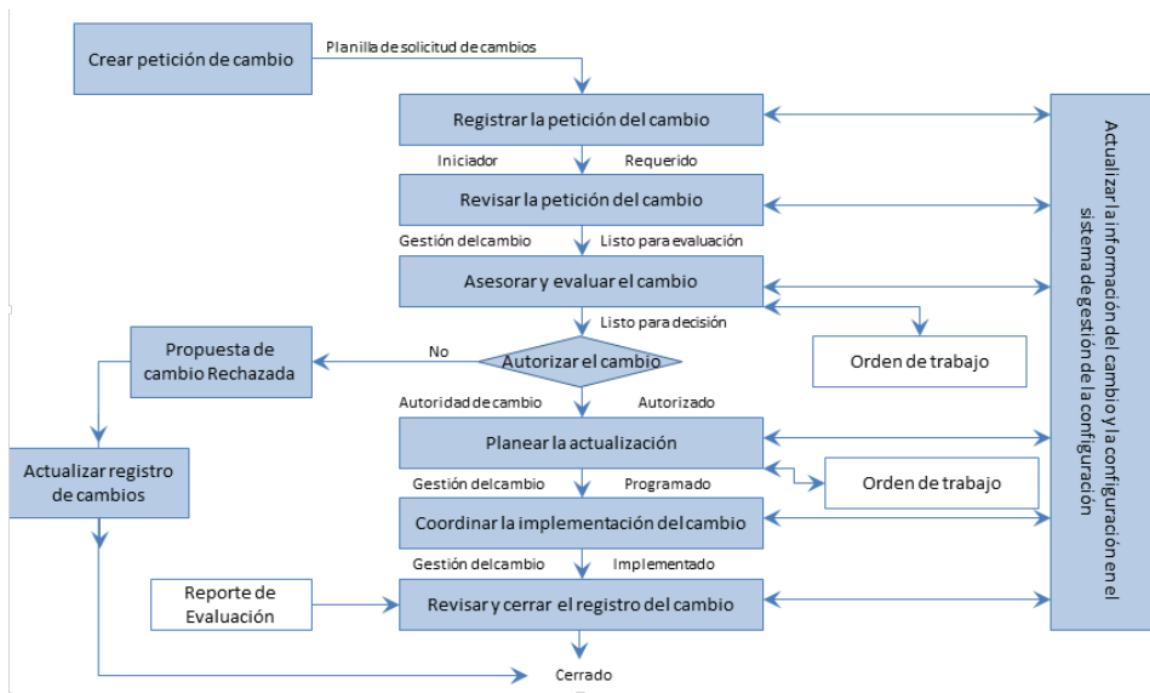 Crear petición de cambio
Planilla de solicitud de cambios
Registrar la petición del cambio
Iniciador
Requerido
Revisar la petición del cambio
Gestión del cambio
Listo para evaluación
Asesorar y evaluar el cambio
Listo para decisión
Orden de trabajo
Autorizar el cambio
No
Propuesta de
cambio Rechazada
Actualizar registro
de cambios
Autoridad de cambio
Autorizado
Planear la actualización
Orden de trabajo
Gestión del cambio
Programado
Coordinar la implementación del cambio
Gestión del cambio
Implementado
Reporte de
Evaluación
Revisar y cerrar el registro del cambio
Cerrado
Actualizar la información del cambio y la configuración en el
sistema de gestión de la configuración